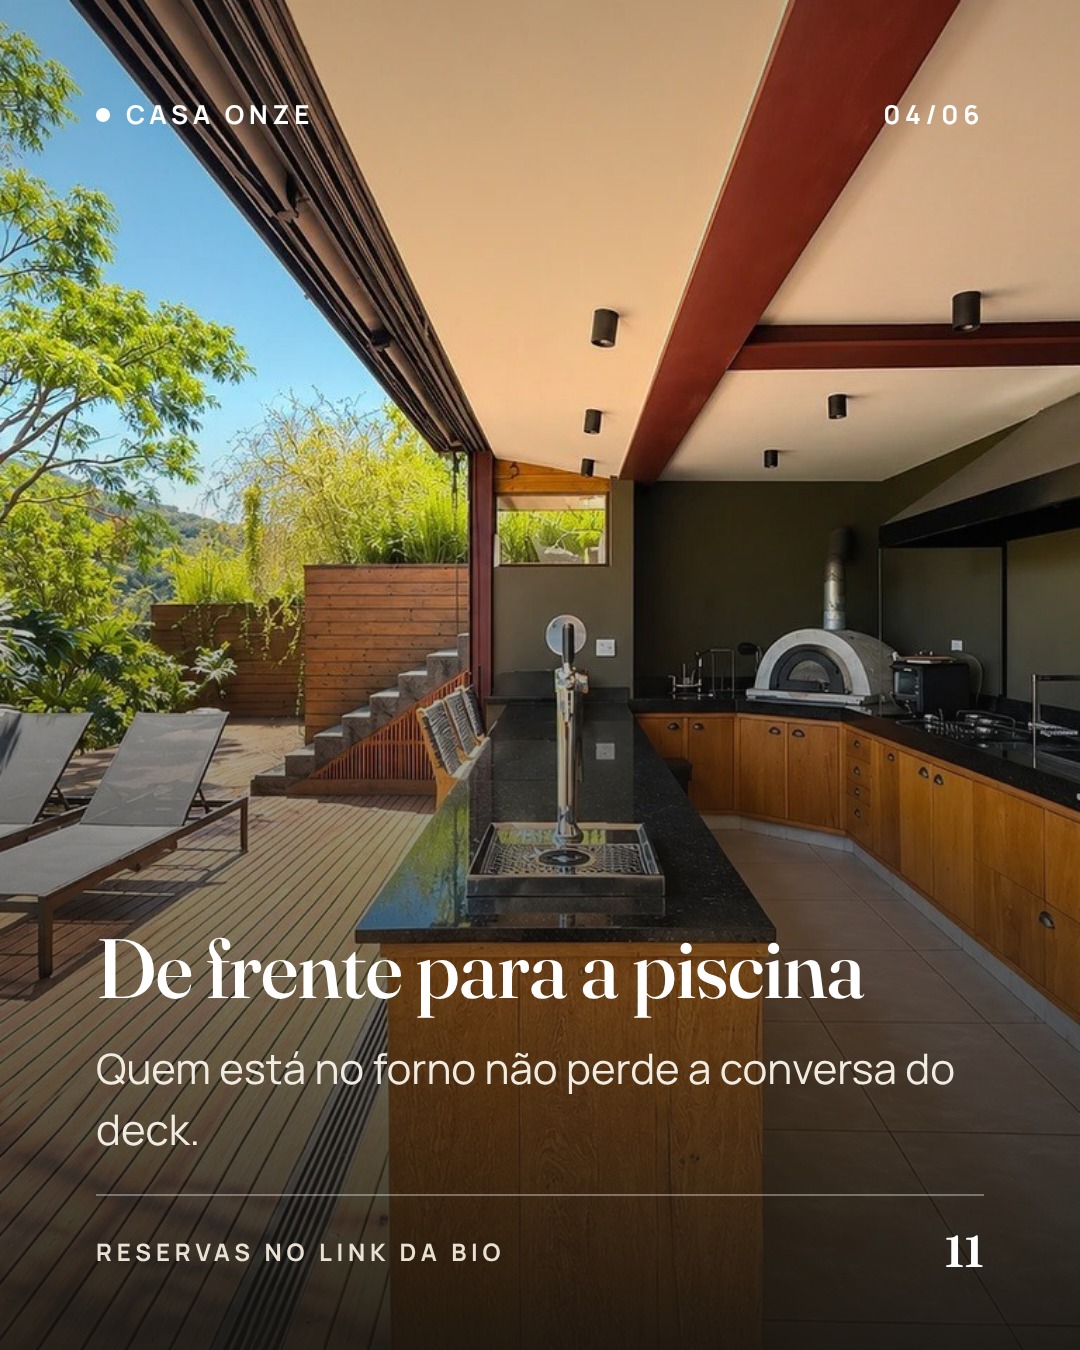 CASA ONZE
04/06
De frente para a piscina
Quem está no forno não perde a conversa do
deck.
RESERVAS NO LINK DA BIO
11